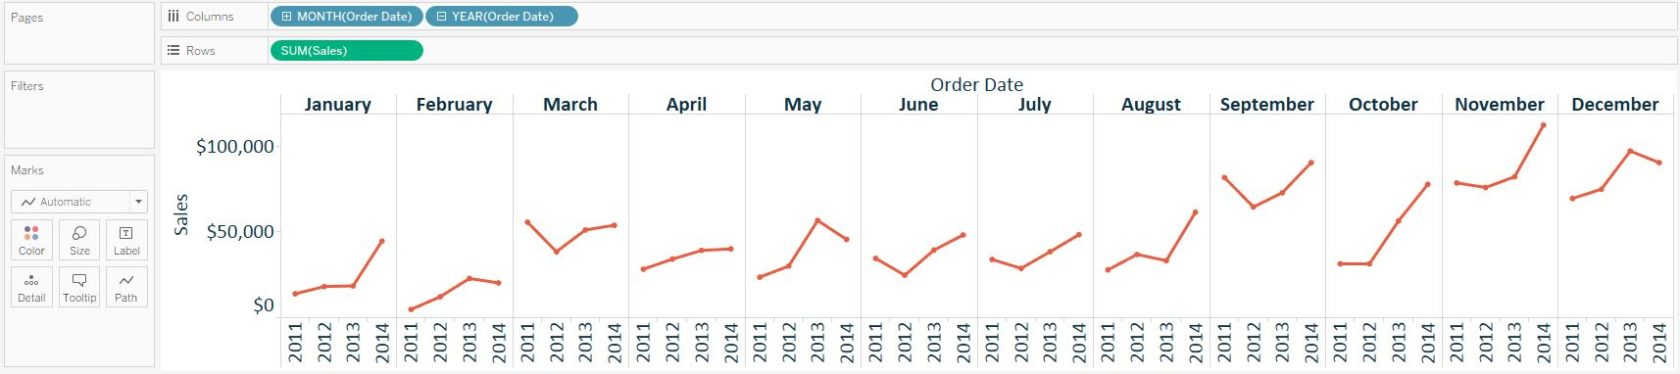 Pages
Columns
MONTH(Order Date)
YEAR(Order Date)
Rows
SUM(Sales)
Filters
Marks
Automatic
Color
Size
Label
Detail
Tooltip
Path
Order Date
January February March April May June July August September October November December
Sales
$100,000
$50,000
$0
2011 2012 2013 2014 2011 2012 2013 2014 2011 2012 2013 2014 2011 2012 2013 2014 2011 2012 2013 2014 2011 2012 2013 2014 2011 2012 2013 2014 2011 2012 2013 2014 2011 2012 2013 2014 2011 2012 2013 2014 2011 2012 2013 2014 2011 2012 2013 2014